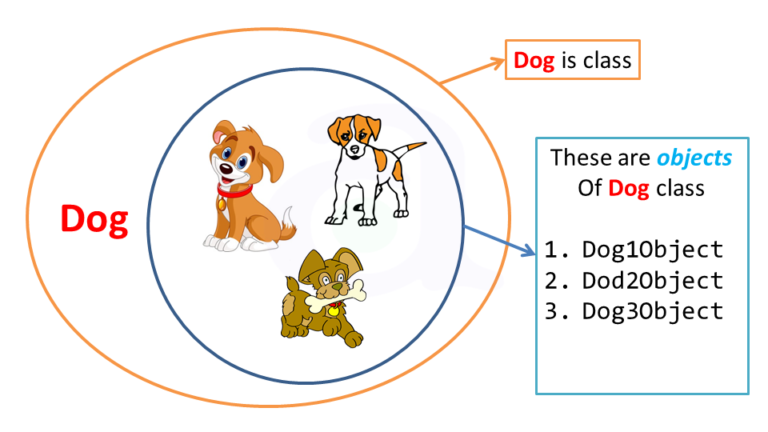 Dog
Dog is class
These are objects
Of Dog class
1. Dog1Object
2. Dod2Object
3. Dog3Object